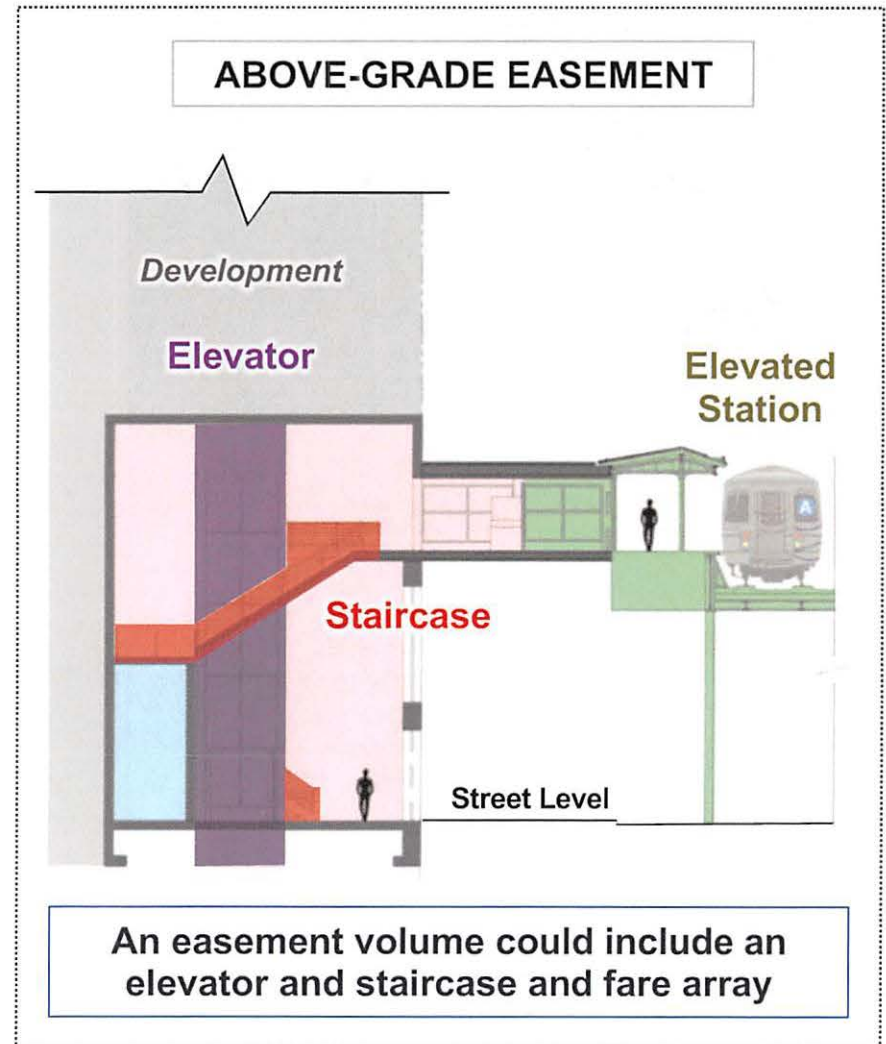 ABOVE-GRADE EASEMENT
Development
Elevator
Elevated
Station
A
Staircase
Street Level
An easement volume could include an
elevator and staircase and fare array